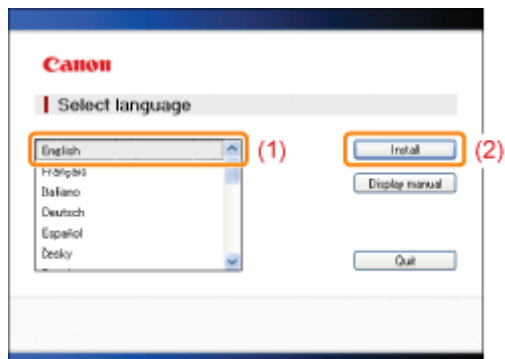 Canon
Select language
English
(1)
Install
(2)
Français
Display manual
Italiano
Deutsch
Español
Česky
Quit